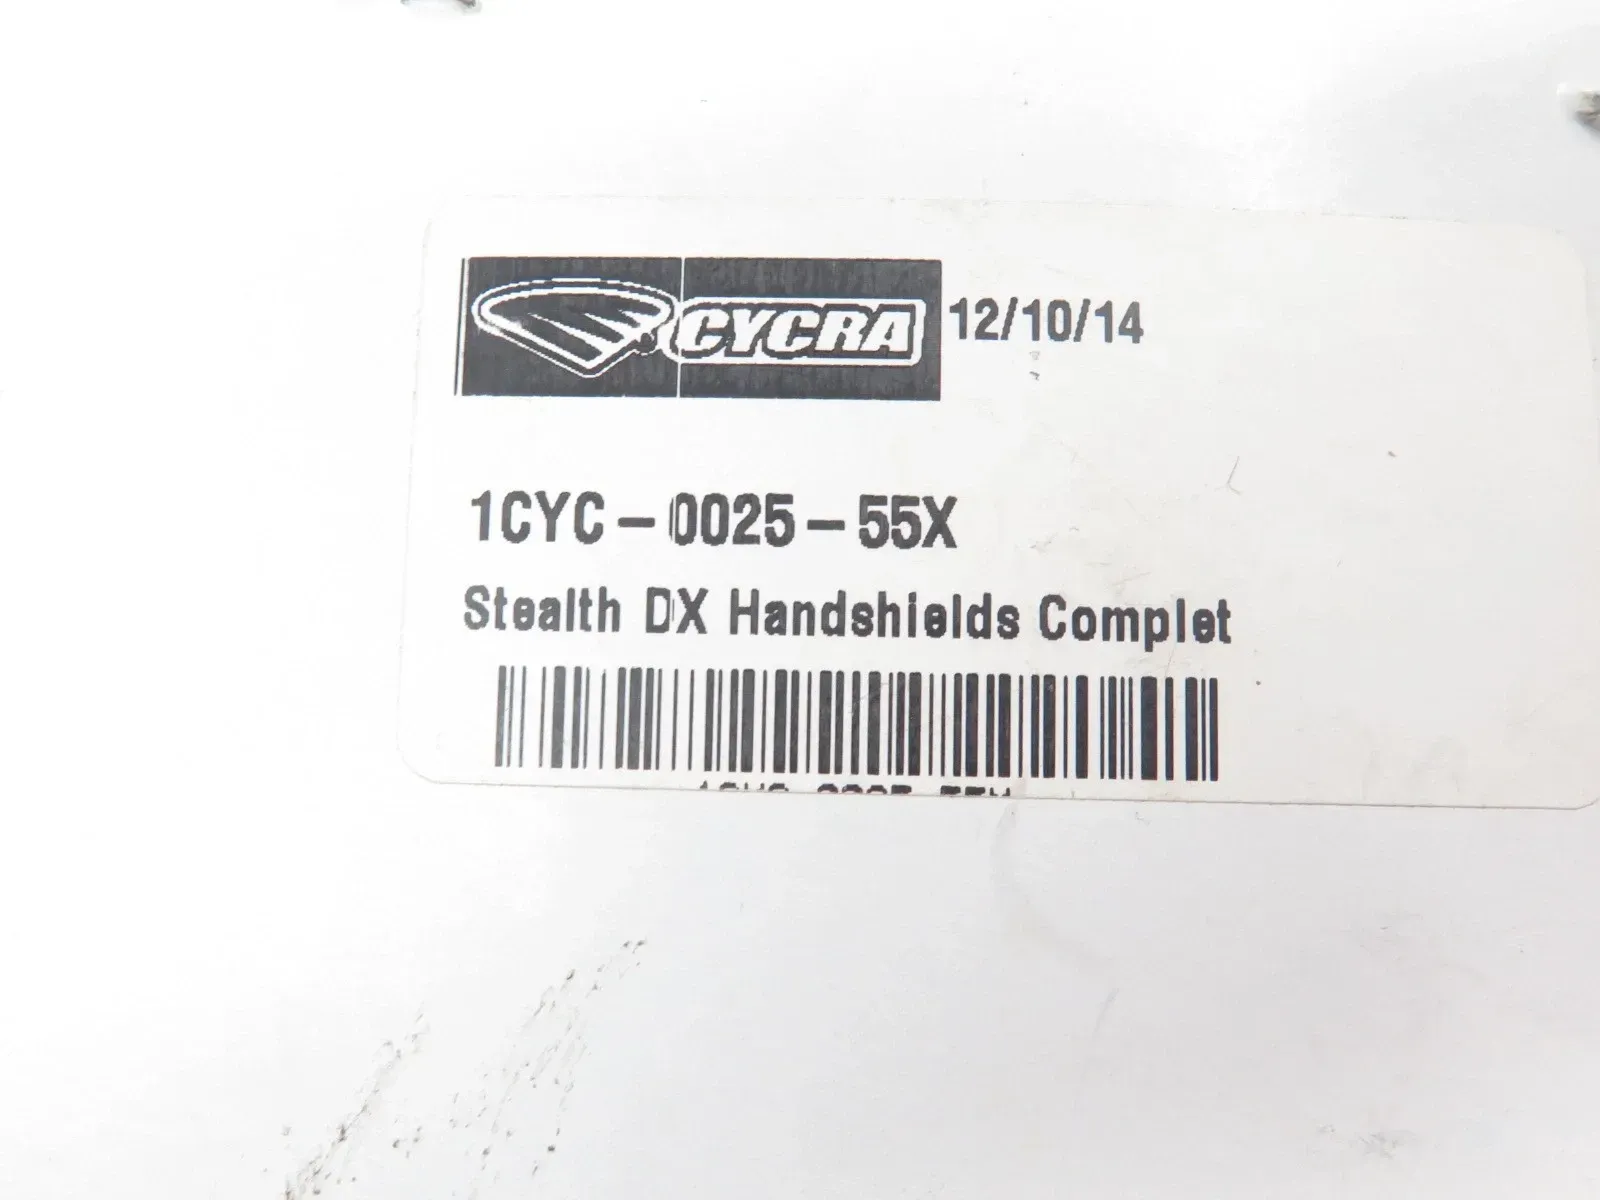 CYCRA 12/10/14
1CYC-0025-55X
Stealth DX Handshields Complet